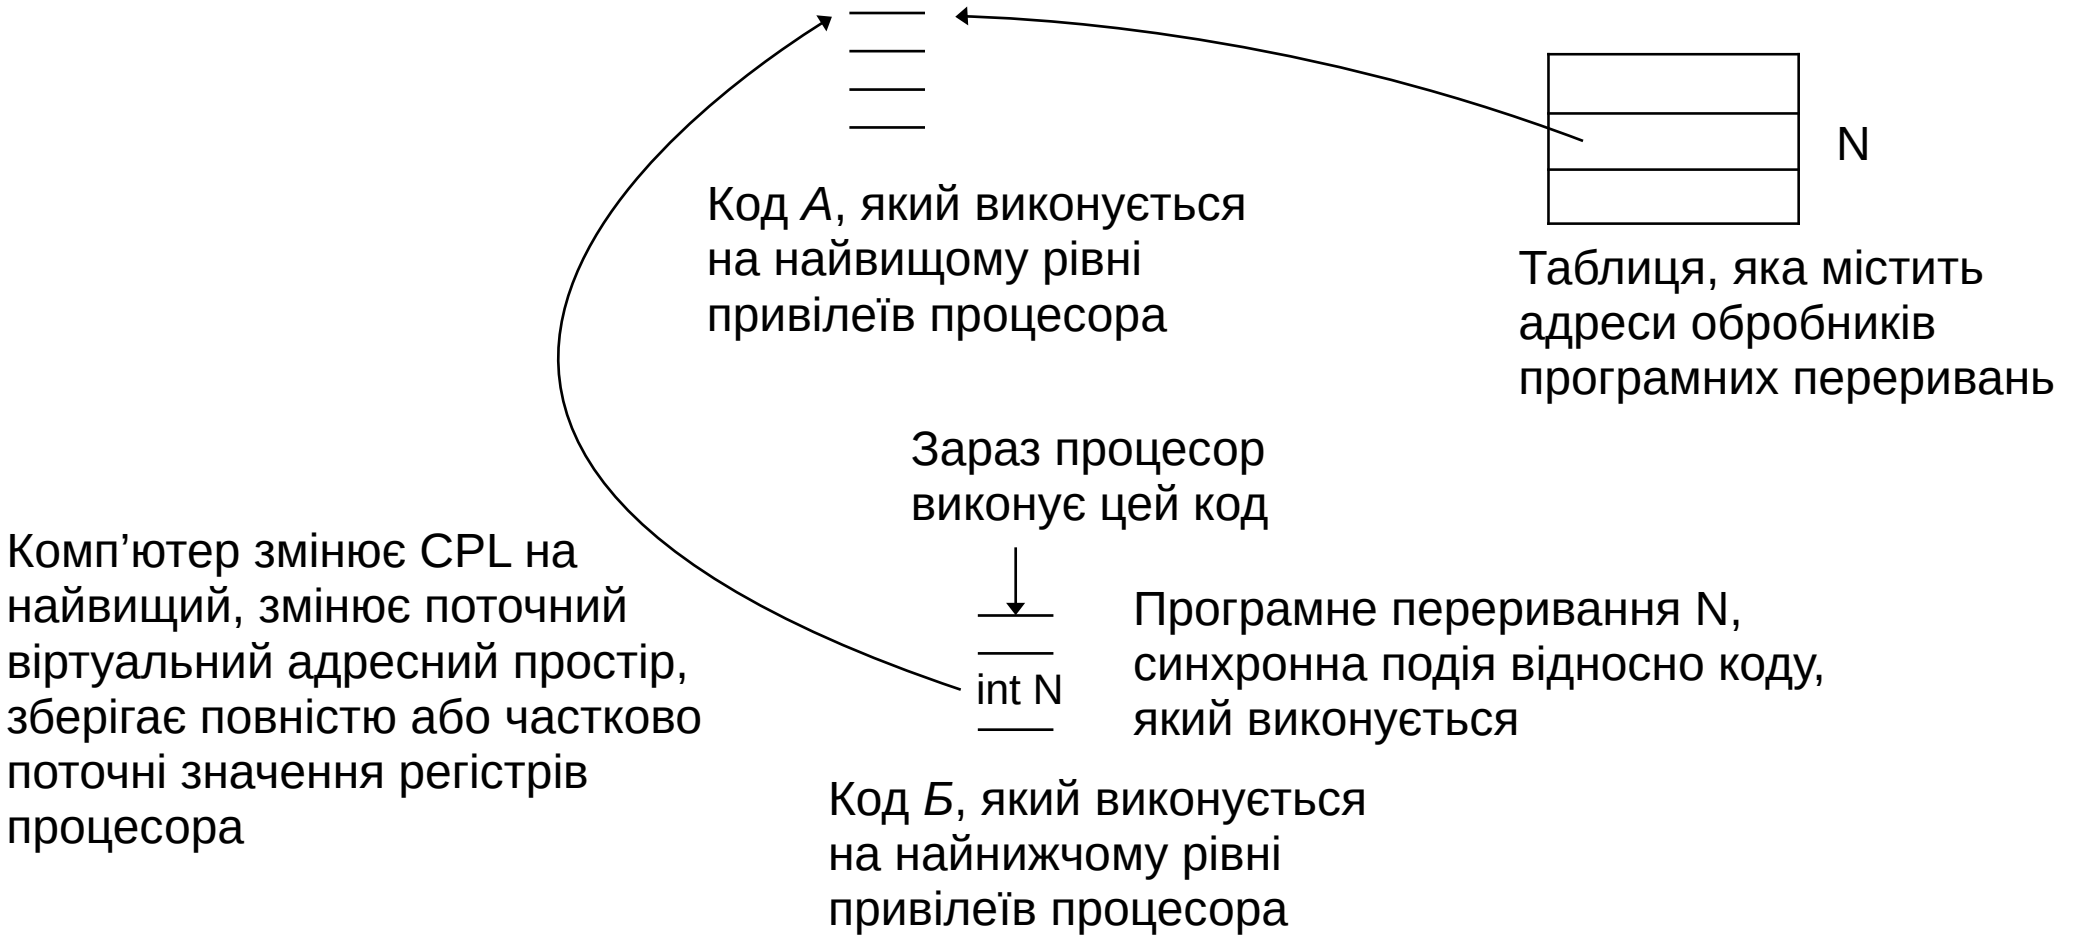 N
Код А, який виконується
на найвищому рівні
привілеїв процесора
Таблиця, яка містить
адреси обробників
програмних переривань
Зараз процесор
виконує цей код
Комп’ютер змінює CPL на
найвищий, змінює поточний
віртуальний адресний простір,
зберігає повністю або частково
поточні значення регістрів
процесора
int N
Програмне переривання N,
синхронна подія відносно коду,
який виконується
Код Б, який виконується
на найнижчому рівні
привілеїв процесора